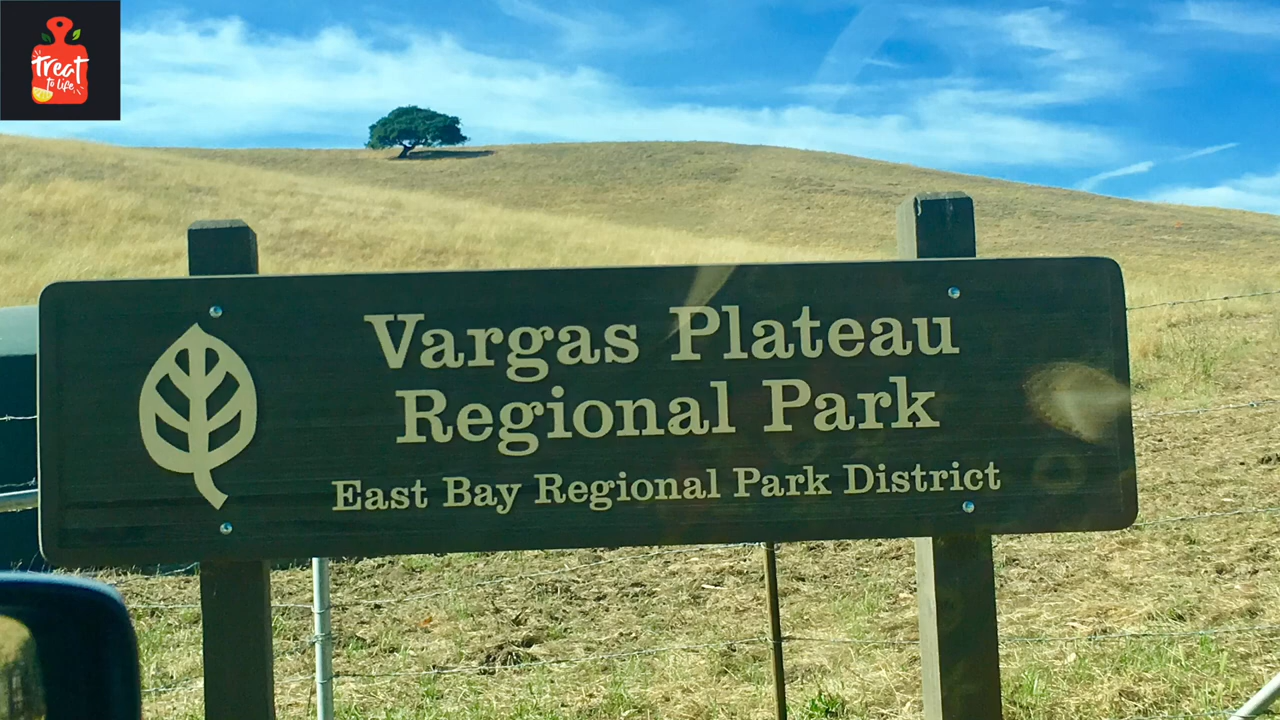 Treat
to life
Vargas Plateau
Regional Park
East Bay Regional Park District